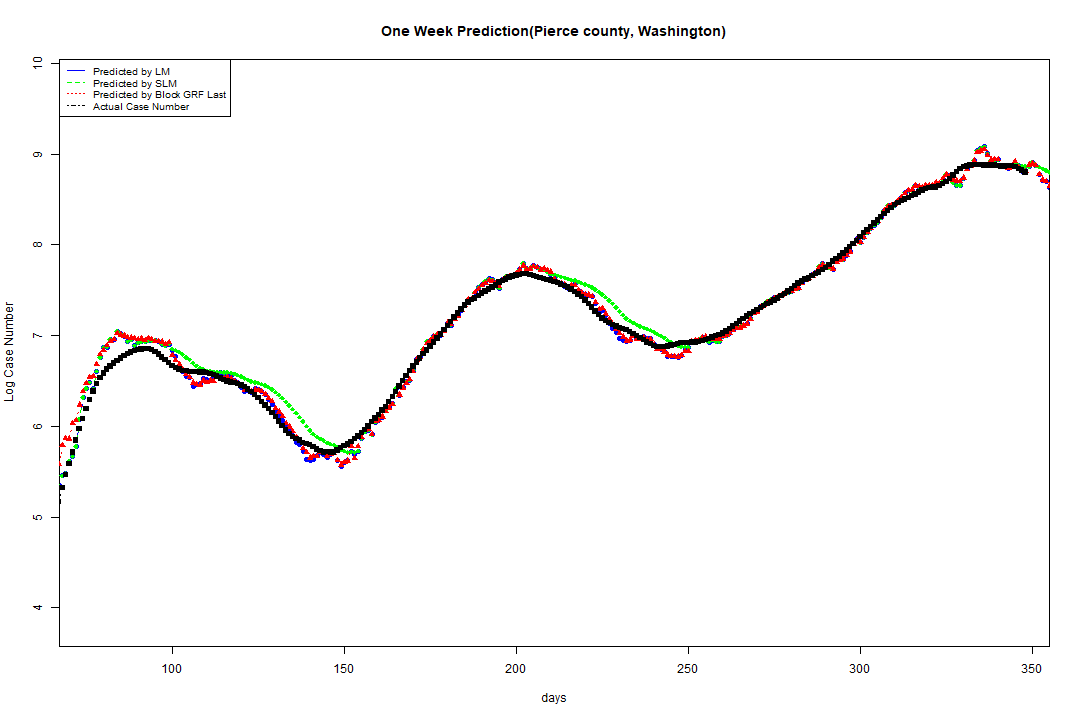 One Week Prediction(Pierce county, Washington)
Predicted by LM
Predicted by SLM
Predicted by Block GRF Last
Actual Case Number
10
9
8
7
6
5
4
Log Case Number
100 150 200 250 300 350
days